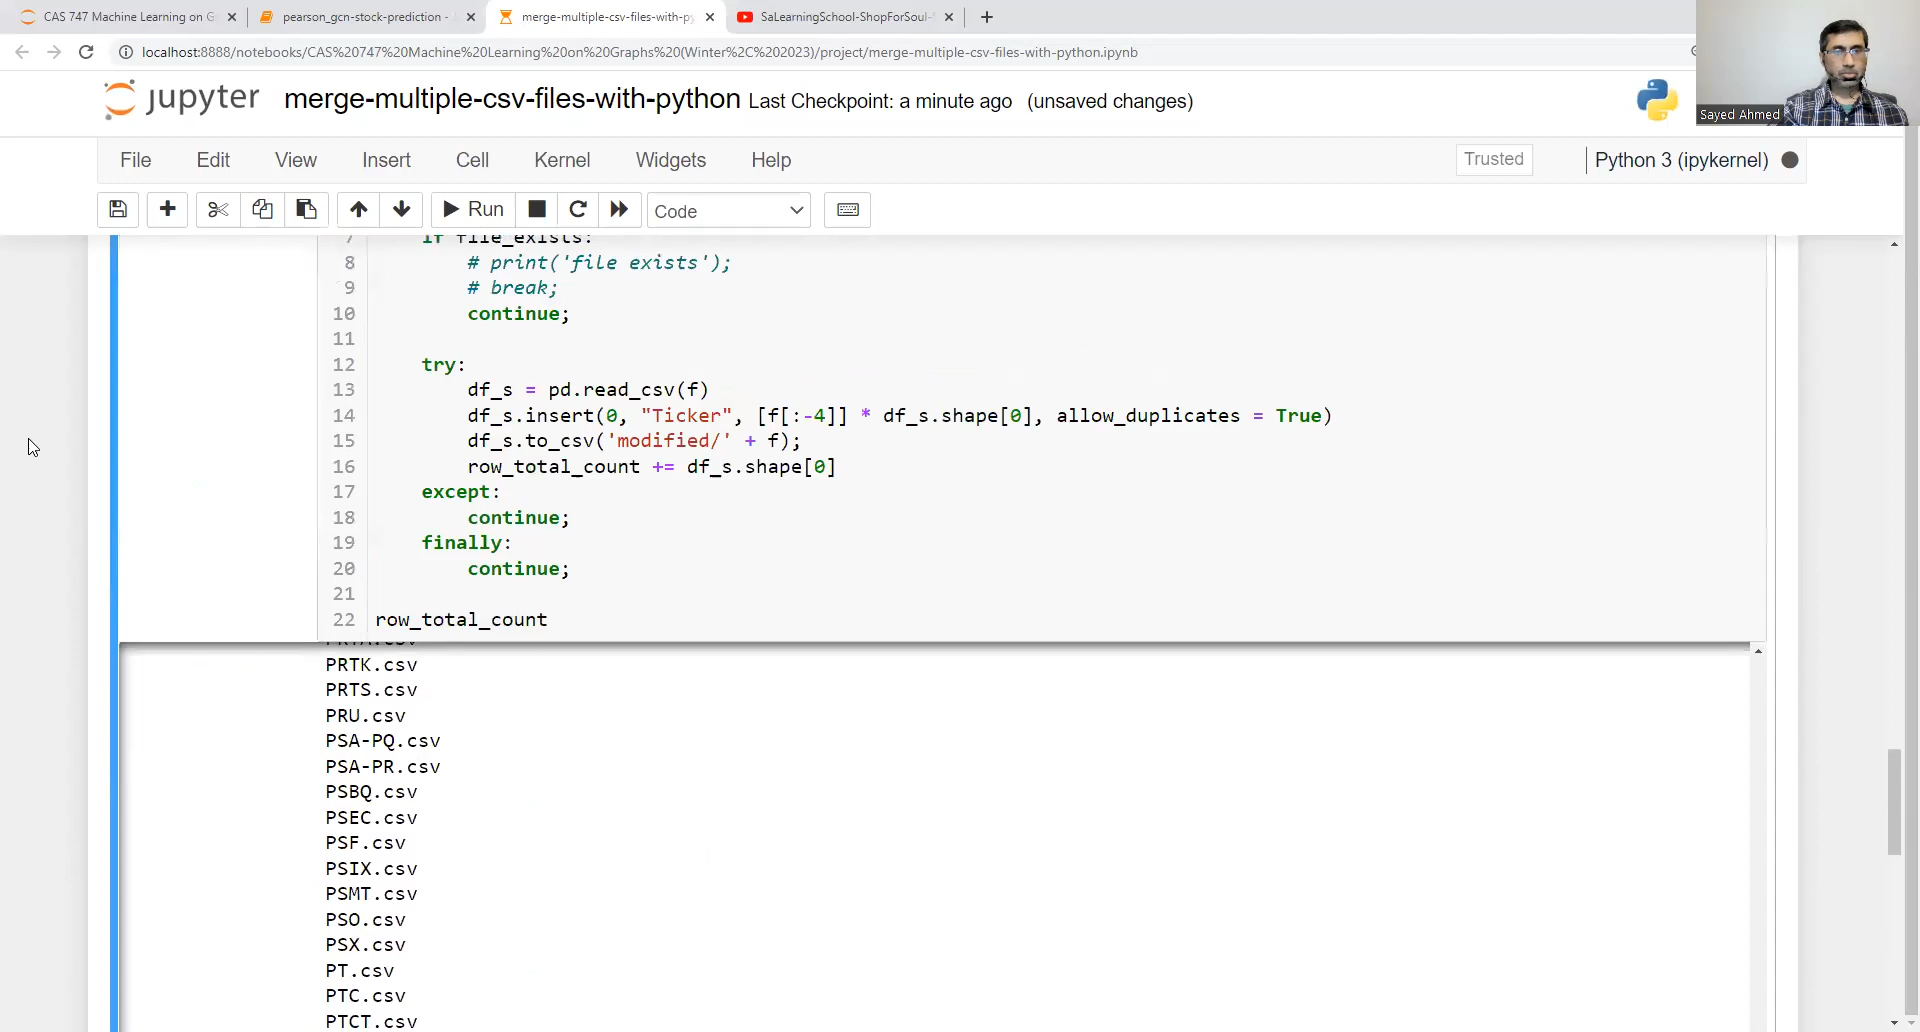 CAS 747 Machine Learning on G
pearson_gcn-stock-prediction -
merge-multiple-csv-files-with-py
SaLearningSchool-ShopForSoul-
localhost:8888/notebooks/CAS%20747%20Machine%20Learning%20on%20Graphs%20(Winter%2C%202023)/project/merge-multiple-csv-files-with-python.ipynb
jupyter merge-multiple-csv-files-with-python Last Checkpoint: a minute ago (unsaved changes)
Sayed Ahmed
File Edit View Insert Cell Kernel Widgets Help Trusted Python 3 (ipykernel)
Run Code
7 if file_exists:
8 # print('file exists');
9 # break;
10 continue;
11
12 try:
13 df_s = pd.read_csv(f)
14 df_s.insert(0, "Ticker", [f[:-4]] * df_s.shape[0], allow_duplicates = True)
15 df_s.to_csv('modified/' + f);
16 row_total_count += df_s.shape[0]
17 except:
18 continue;
19 finally:
20 continue;
21
22 row_total_count
PRTK.csv
PRTS.csv
PRU.csv
PSA-PQ.csv
PSA-PR.csv
PSBQ.csv
PSEC.csv
PSF.csv
PSIX.csv
PSMT.csv
PSO.csv
PSX.csv
PT.csv
PTC.csv
PTCT.csv